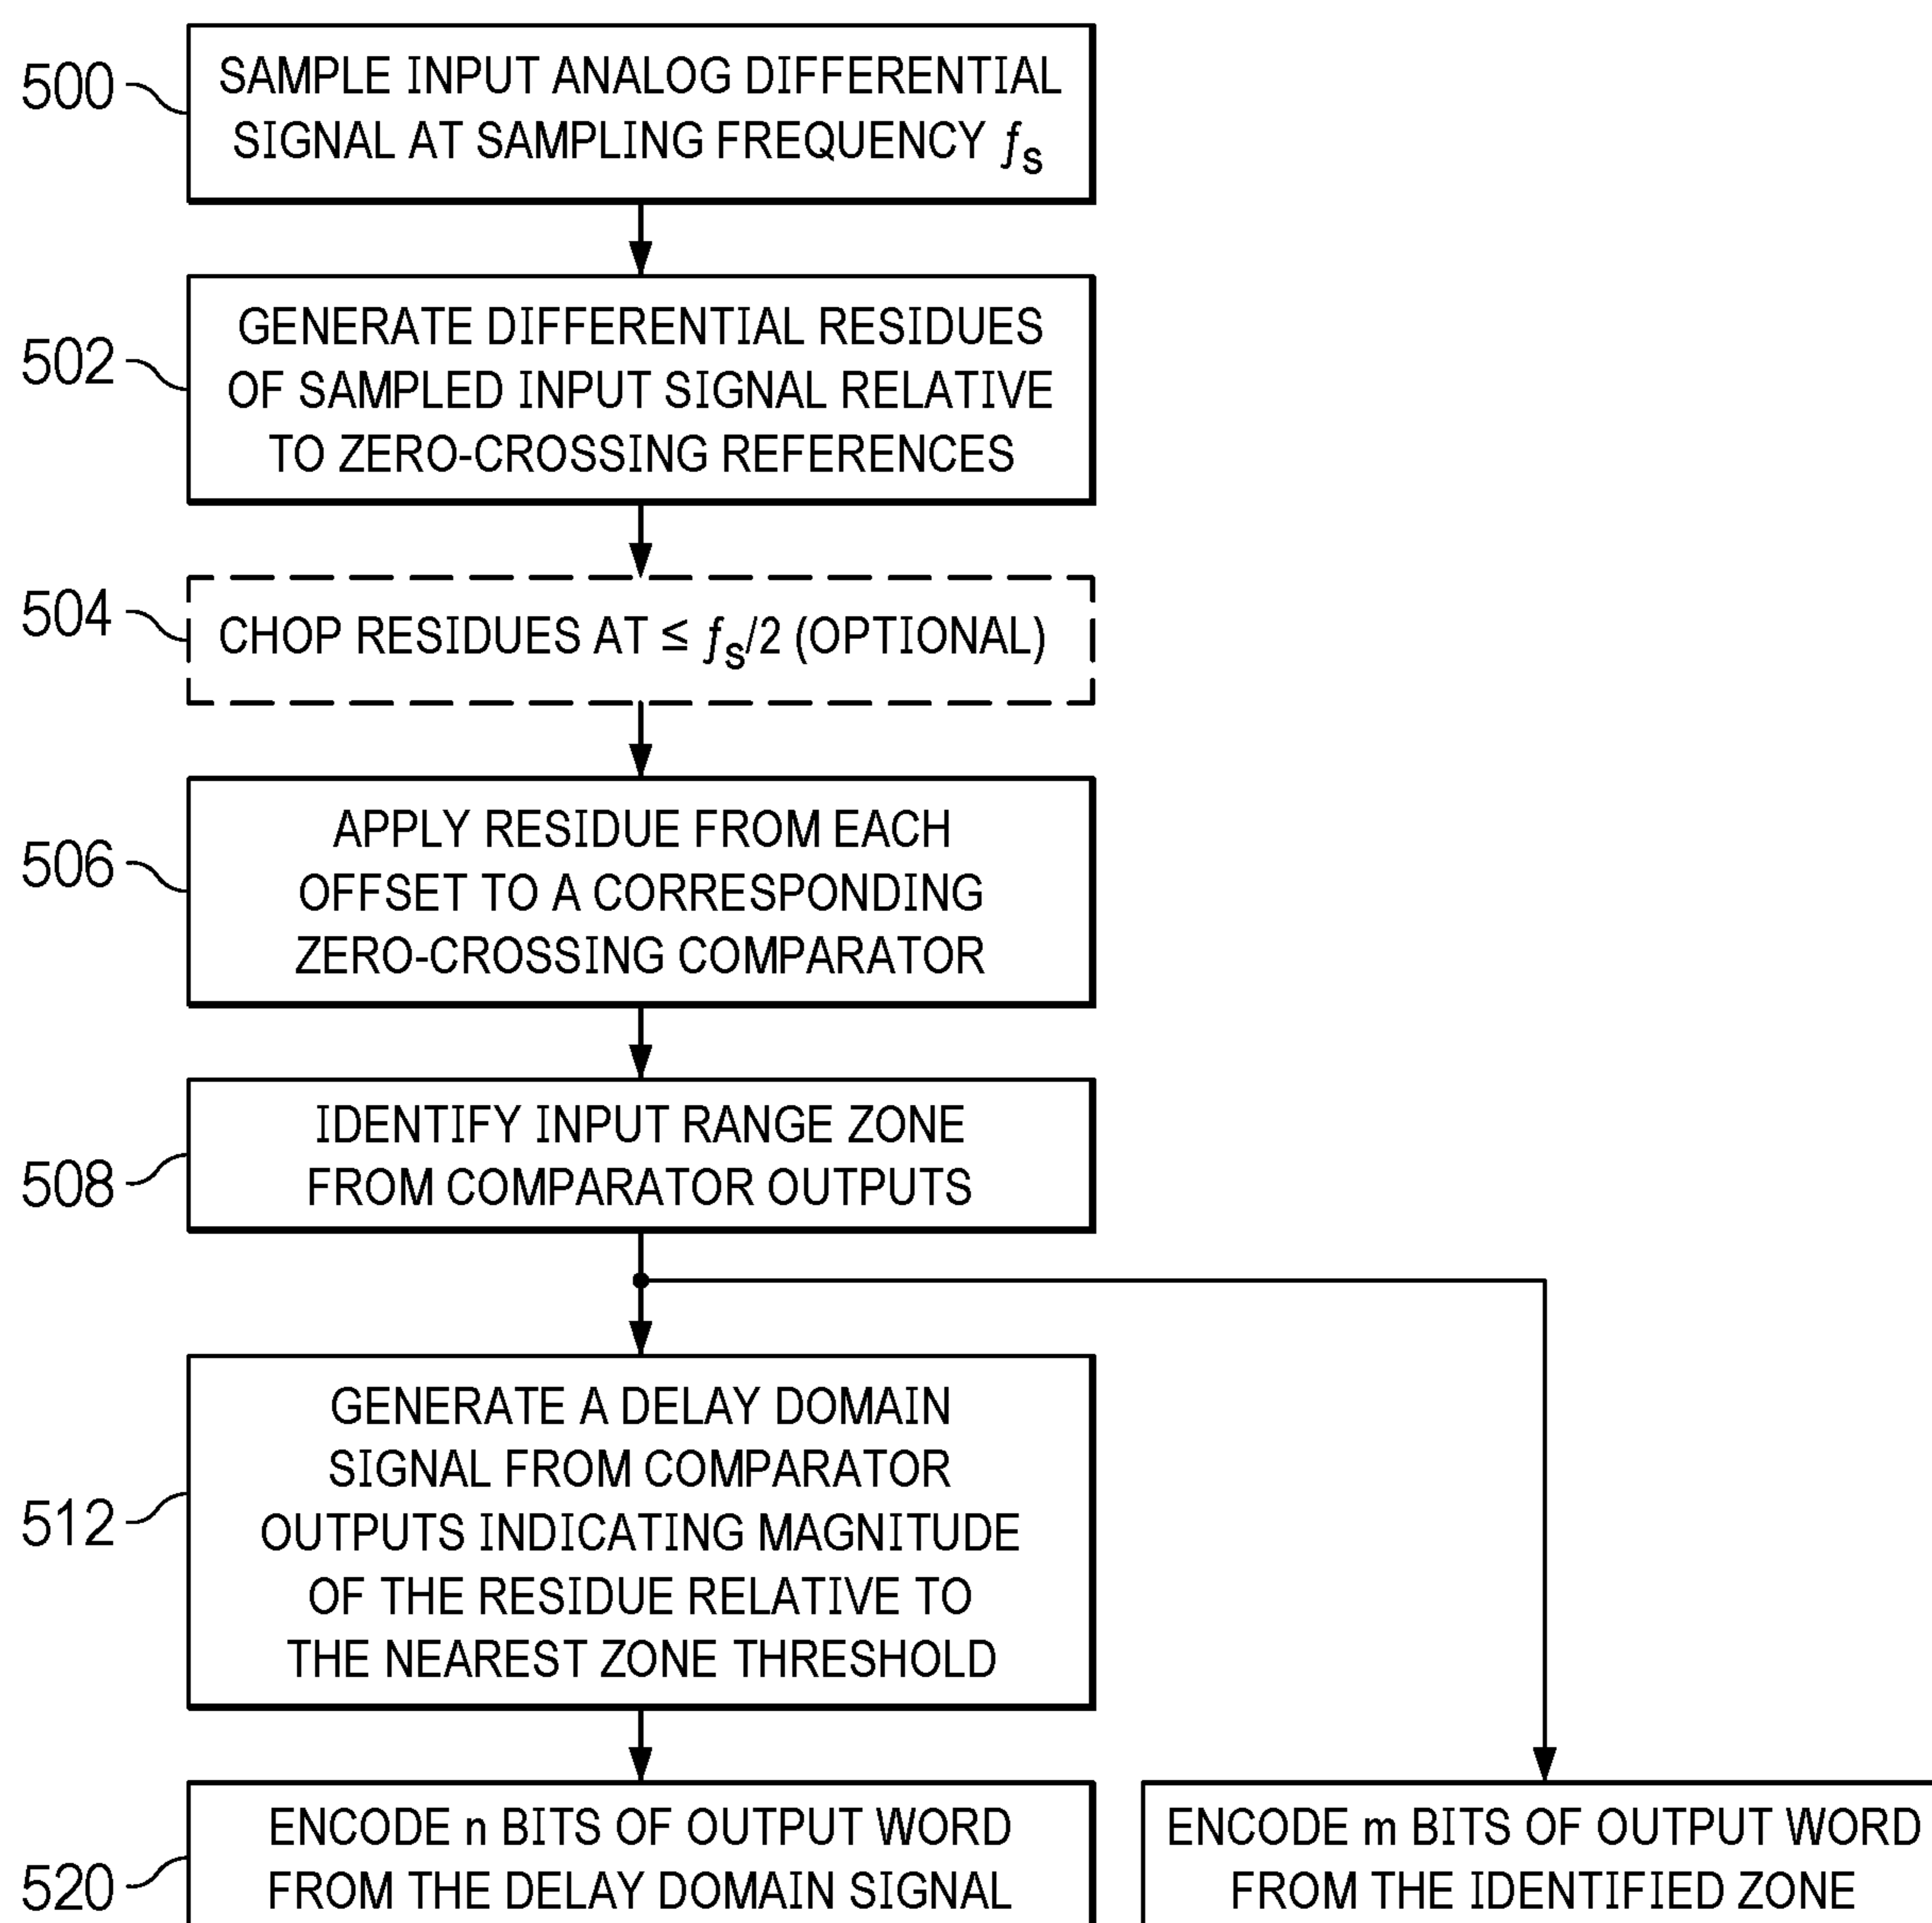 500
SAMPLE INPUT ANALOG DIFFERENTIAL
SIGNAL AT SAMPLING FREQUENCY fs
502
GENERATE DIFFERENTIAL RESIDUES
OF SAMPLED INPUT SIGNAL RELATIVE
TO ZERO-CROSSING REFERENCES
504
CHOP RESIDUES AT ≤ fs/2 (OPTIONAL)
506
APPLY RESIDUE FROM EACH
OFFSET TO A CORRESPONDING
ZERO-CROSSING COMPARATOR
508
IDENTIFY INPUT RANGE ZONE
FROM COMPARATOR OUTPUTS
512
GENERATE A DELAY DOMAIN
SIGNAL FROM COMPARATOR
OUTPUTS INDICATING MAGNITUDE
OF THE RESIDUE RELATIVE TO
THE NEAREST ZONE THRESHOLD
520
ENCODE n BITS OF OUTPUT WORD
FROM THE DELAY DOMAIN SIGNAL
ENCODE m BITS OF OUTPUT WORD
FROM THE IDENTIFIED ZONE